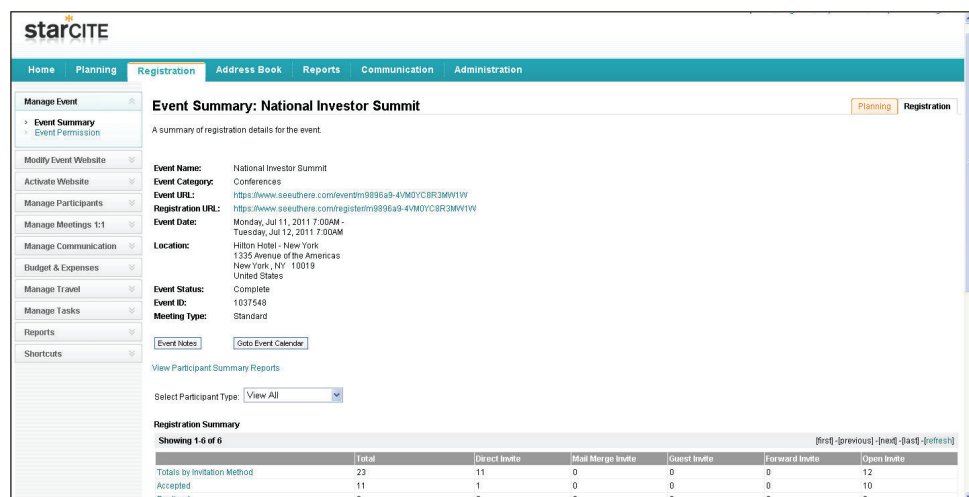 starCITE
Home Planning Registration Address Book Reports Communication Administration
Manage Event
Event Summary
Event Permission
Modify Event Website
Activate Website
Manage Participants
Manage Meetings 1:1
Manage Communication
Budget & Expenses
Manage Travel
Manage Tasks
Reports
Shortcuts
Event Summary: National Investor Summit
Planning Registration
A summary of registration details for the event.
Event Name: National Investor Summit
Event Category: Conferences
Event URL: https://www.seeuthere.com/event/m9896a9-4VM0YC8R3MW1W
Registration URL: https://www.seeuthere.com/register/m9896a9-4VM0YC8R3MW1W
Event Date: Monday, Jul 11, 2011 7:00AM -
Tuesday, Jul 12, 2011 7:00AM
Location: Hilton Hotel - New York
1335 Avenue of the Americas
New York , NY 10019
United States
Event Status: Complete
Event ID: 1037548
Meeting Type: Standard
Event Notes Goto Event Calendar
View Participant Summary Reports
Select Participant Type: View All
Registration Summary
Showing 1-6 of 6 [first] -[previous] -[next] -[last] -[refresh]
Total Direct Invite Mail Merge Invite Guest Invite Forward Invite Open Invite
Totals by Invitation Method 23 11 0 0 0 12
Accepted 11 1 0 0 0 10